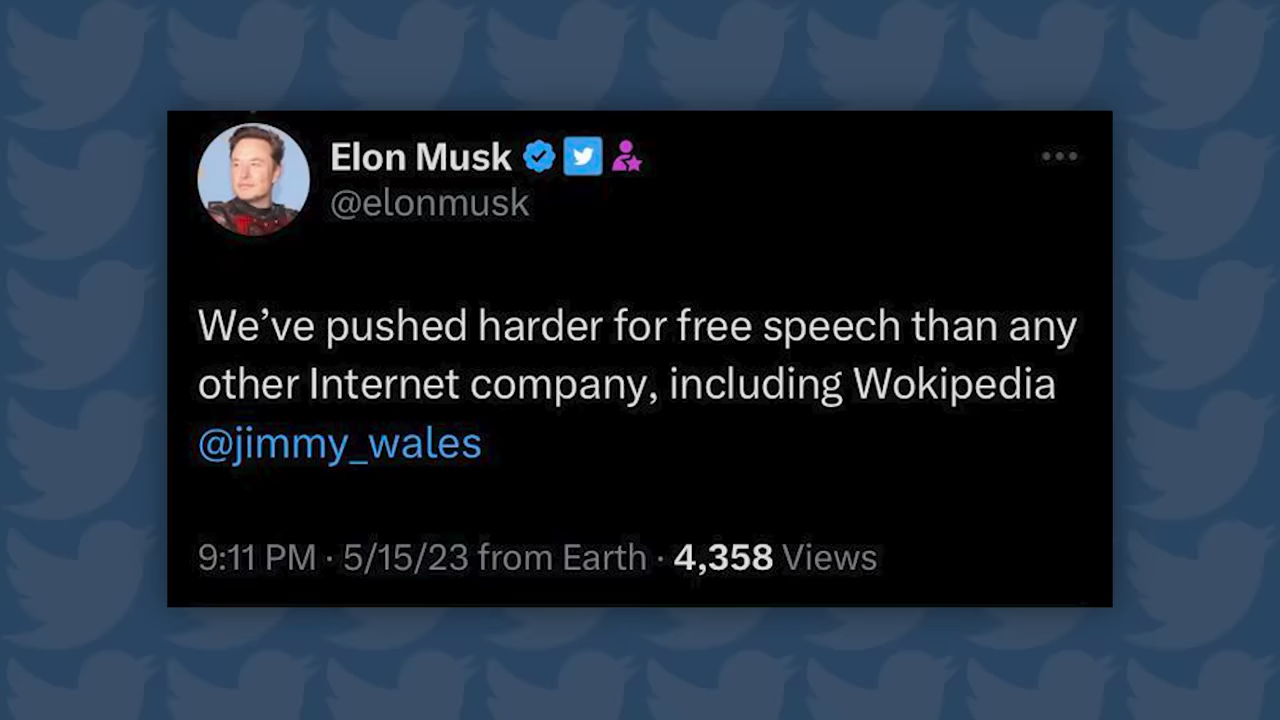 Elon Musk
@elonmusk
We’ve pushed harder for free speech than any
other Internet company, including Wokipedia
@jimmy_wales
9:11 PM · 5/15/23 from Earth · 4,358 Views